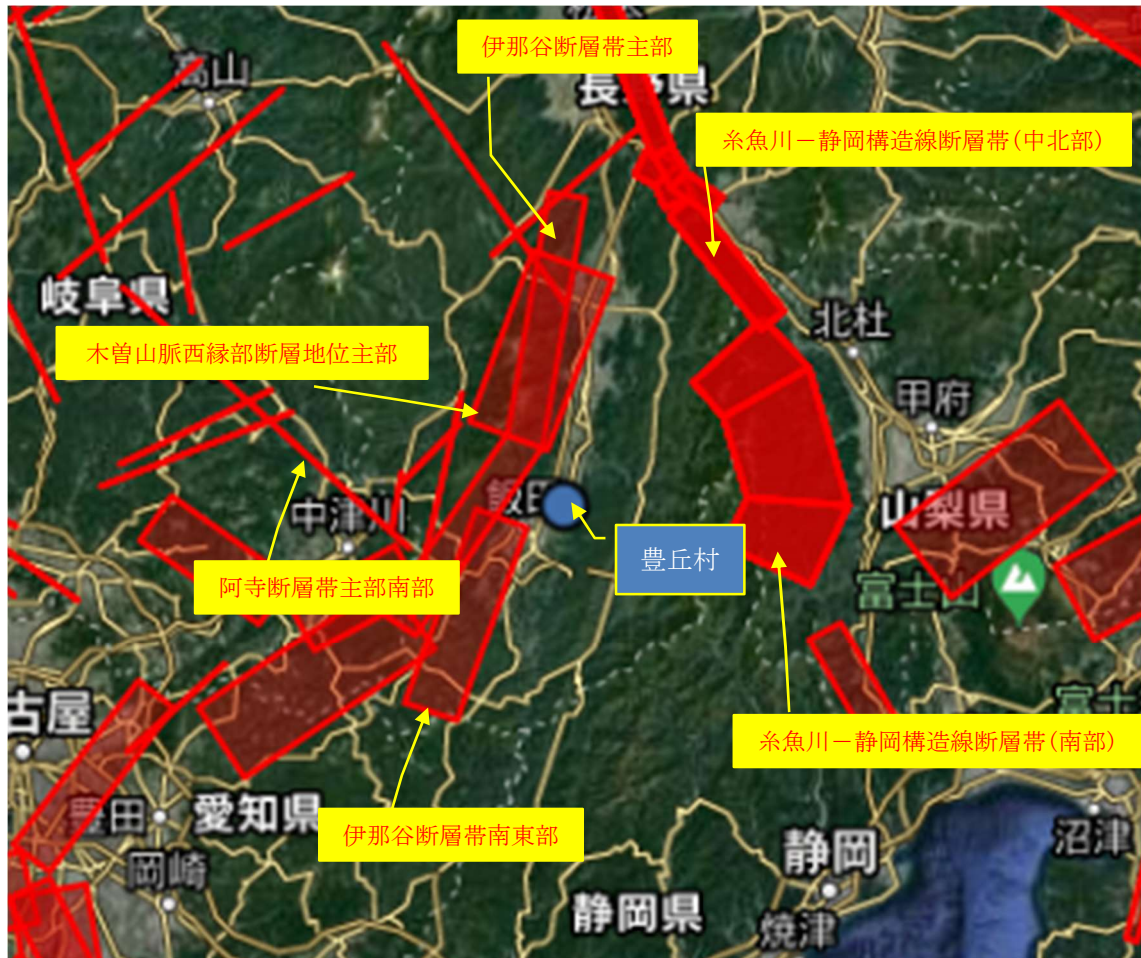 伊那谷断層帯主部
高山
長野県
糸魚川－静岡構造線断層帯(中北部)
岐阜県
北杜
木曽山脈西縁部断層地位主部
甲府
飯田
中津川
山梨県
豊丘村
阿寺断層帯主部南部
富士山
古屋
富士
糸魚川－静岡構造線断層帯(南部)
豊田
愛知県
伊那谷断層帯南東部
沼津
岡崎
静岡
静岡県
焼津